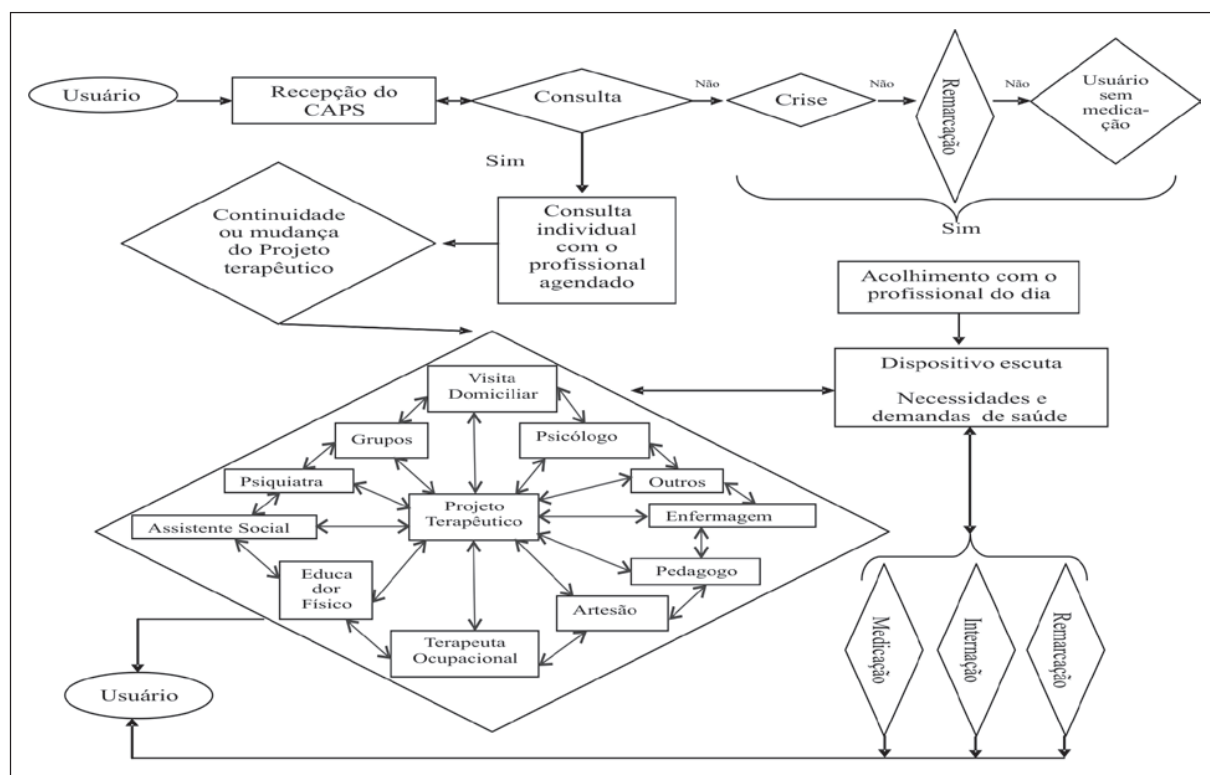 Usuário
Recepção do
CAPS
Consulta
Não
Crise
Não
Remarcação
Não
Usuário
sem
medica-
ção
Sim
Sim
Continuidade
ou mudança
do Projeto
terapêutico
Consulta
individual
com o
profissional
agendado
Acolhimento com o
profissional do dia
Dispositivo escuta
Necessidades e
demandas de saúde
Visita
Domiciliar
Grupos
Psicólogo
Psiquiatra
Outros
Projeto
Terapêutico
Assistente Social
Enfermagem
Educa
dor
Físico
Pedagogo
Artesão
Terapeuta
Ocupacional
Medicação
Internação
Remarcação
Usuário